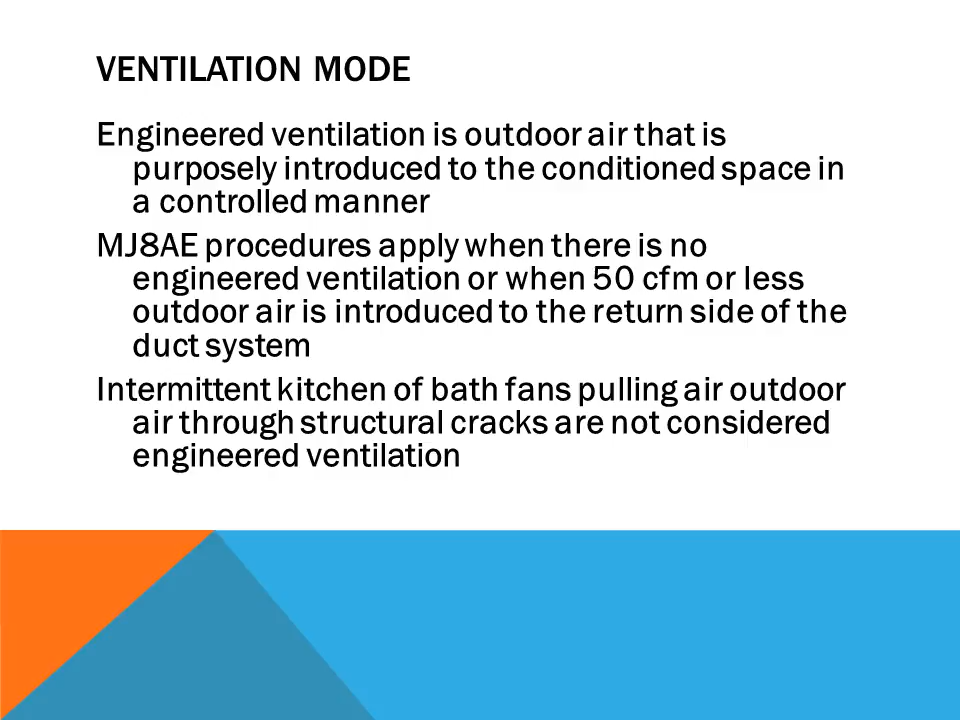 VENTILATION MODE
Engineered ventilation is outdoor air that is
purposely introduced to the conditioned space in
a controlled manner
MJ8AE procedures apply when there is no
engineered ventilation or when 50 cfm or less
outdoor air is introduced to the return side of the
duct system
Intermittent kitchen of bath fans pulling air outdoor
air through structural cracks are not considered
engineered ventilation